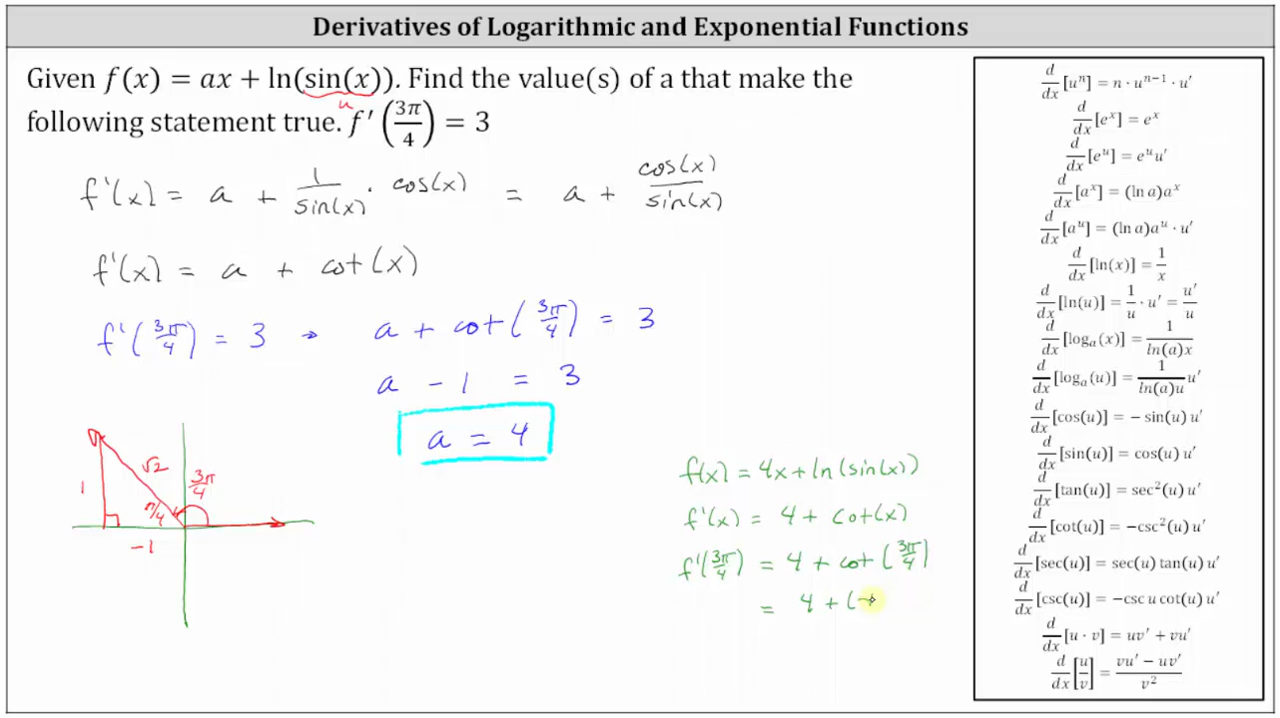 Derivatives of Logarithmic and Exponential Functions
Given f(x) = ax + ln(sin(x)). Find the value(s) of a that make the
u
following statement true. f′(3π/4) = 3
f'(x) = a + 1/sin(x) · cos(x) = a + cos(x)/sin(x)
f'(x) = a + cot(x)
f'(3π/4) = 3 → a + cot(3π/4) = 3
a - 1 = 3
a = 4
√2
3π/4
1
π/4
-1
f(x) = 4x + ln(sin(x))
f'(x) = 4 + cot(x)
f'(3π/4) = 4 + cot(3π/4)
= 4 + (-
d/dx[uⁿ] = n · uⁿ⁻¹ · u′
d/dx[eˣ] = eˣ
d/dx[eᵘ] = eᵘu′
d/dx[aˣ] = (ln a)aˣ
d/dx[aᵘ] = (ln a)aᵘ · u′
d/dx[ln(x)] = 1/x
d/dx[ln(u)] = 1/u · u′ = u′/u
d/dx[logₐ(x)] = 1/ln(a)x
d/dx[logₐ(u)] = 1/ln(a)u u′
d/dx[cos(u)] = − sin(u) u′
d/dx[sin(u)] = cos(u) u′
d/dx[tan(u)] = sec²(u) u′
d/dx[cot(u)] = −csc²(u) u′
d/dx[sec(u)] = sec(u) tan(u) u′
d/dx[csc(u)] = −csc u cot(u) u′
d/dx[u · v] = uv′ + vu′
d/dx[u/v] = vu′ − uv′/v²